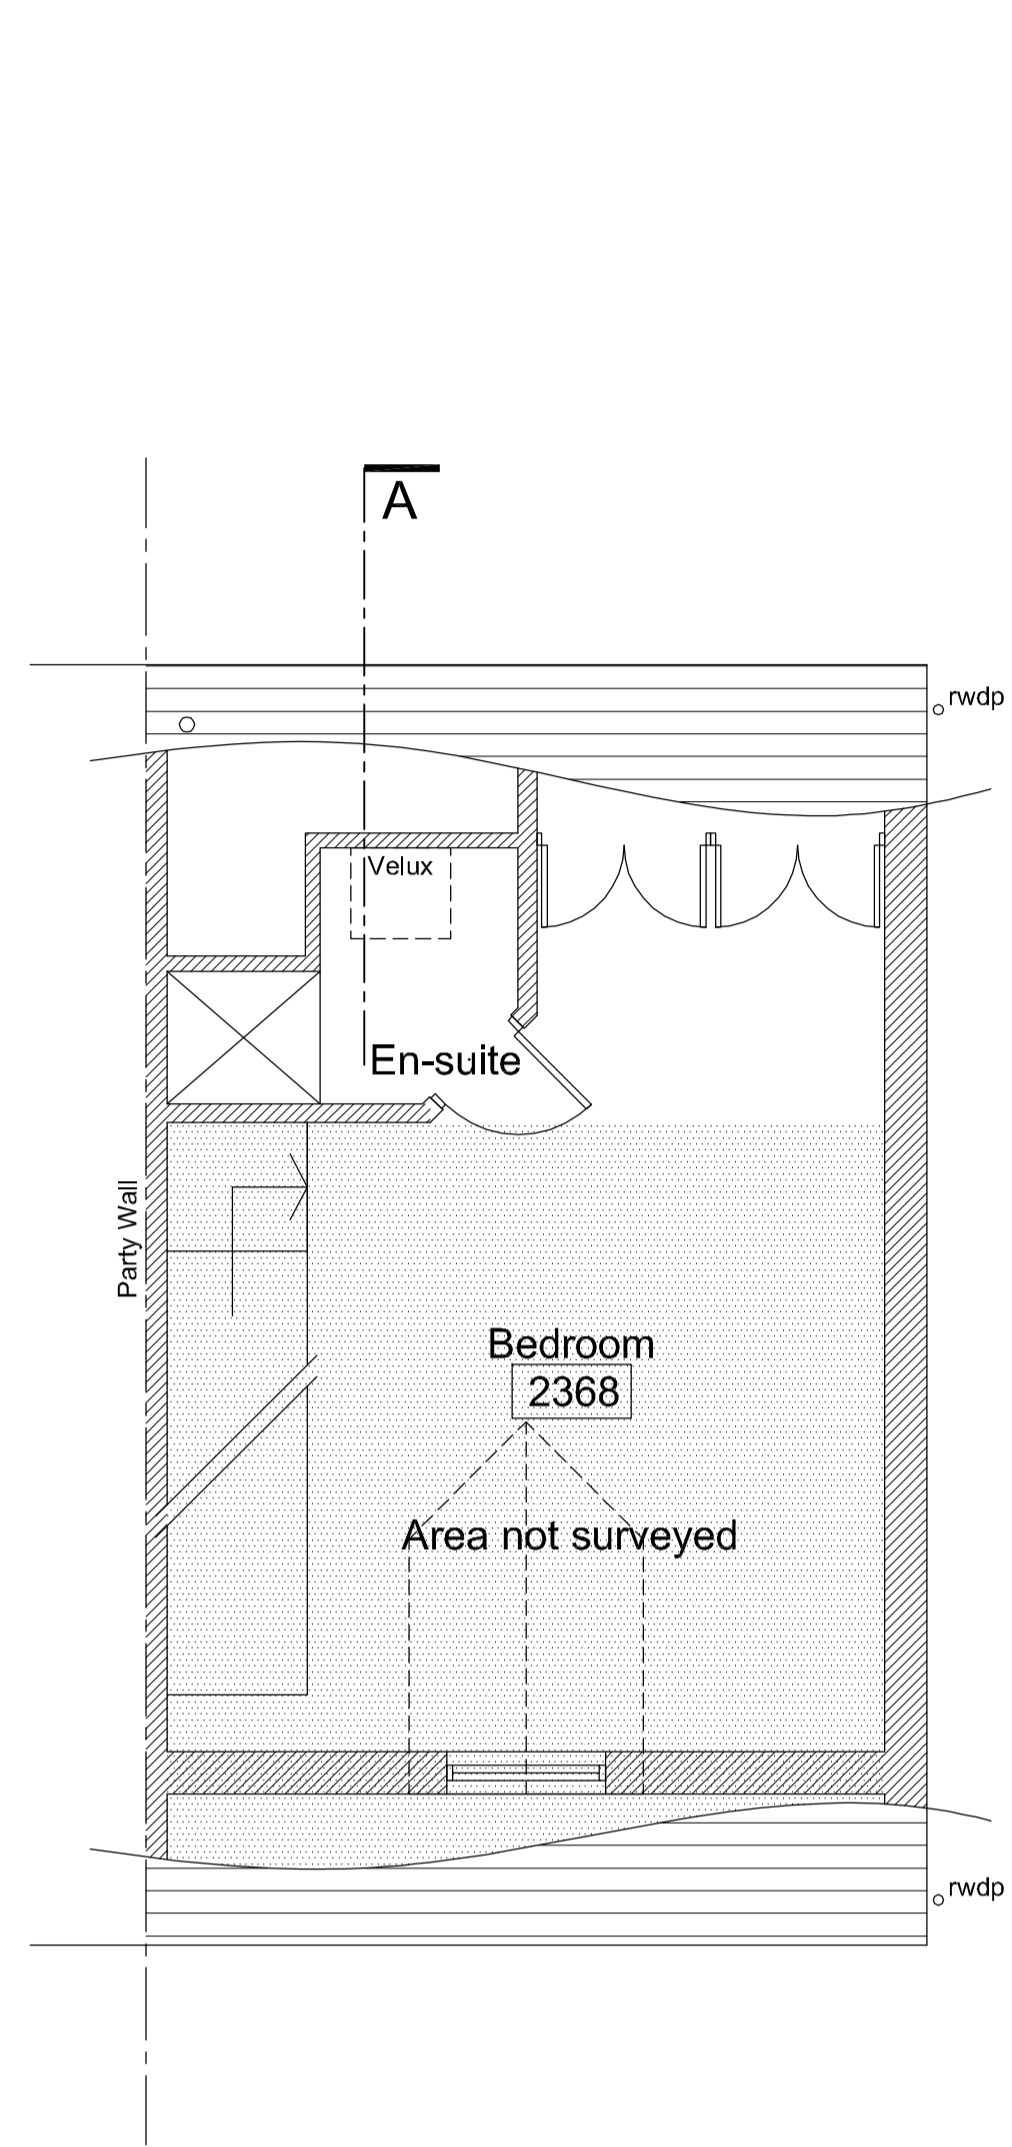 A
rwdp
Velux
En-suite
Party Wall
Bedroom
2368
Area not surveyed
rwdp